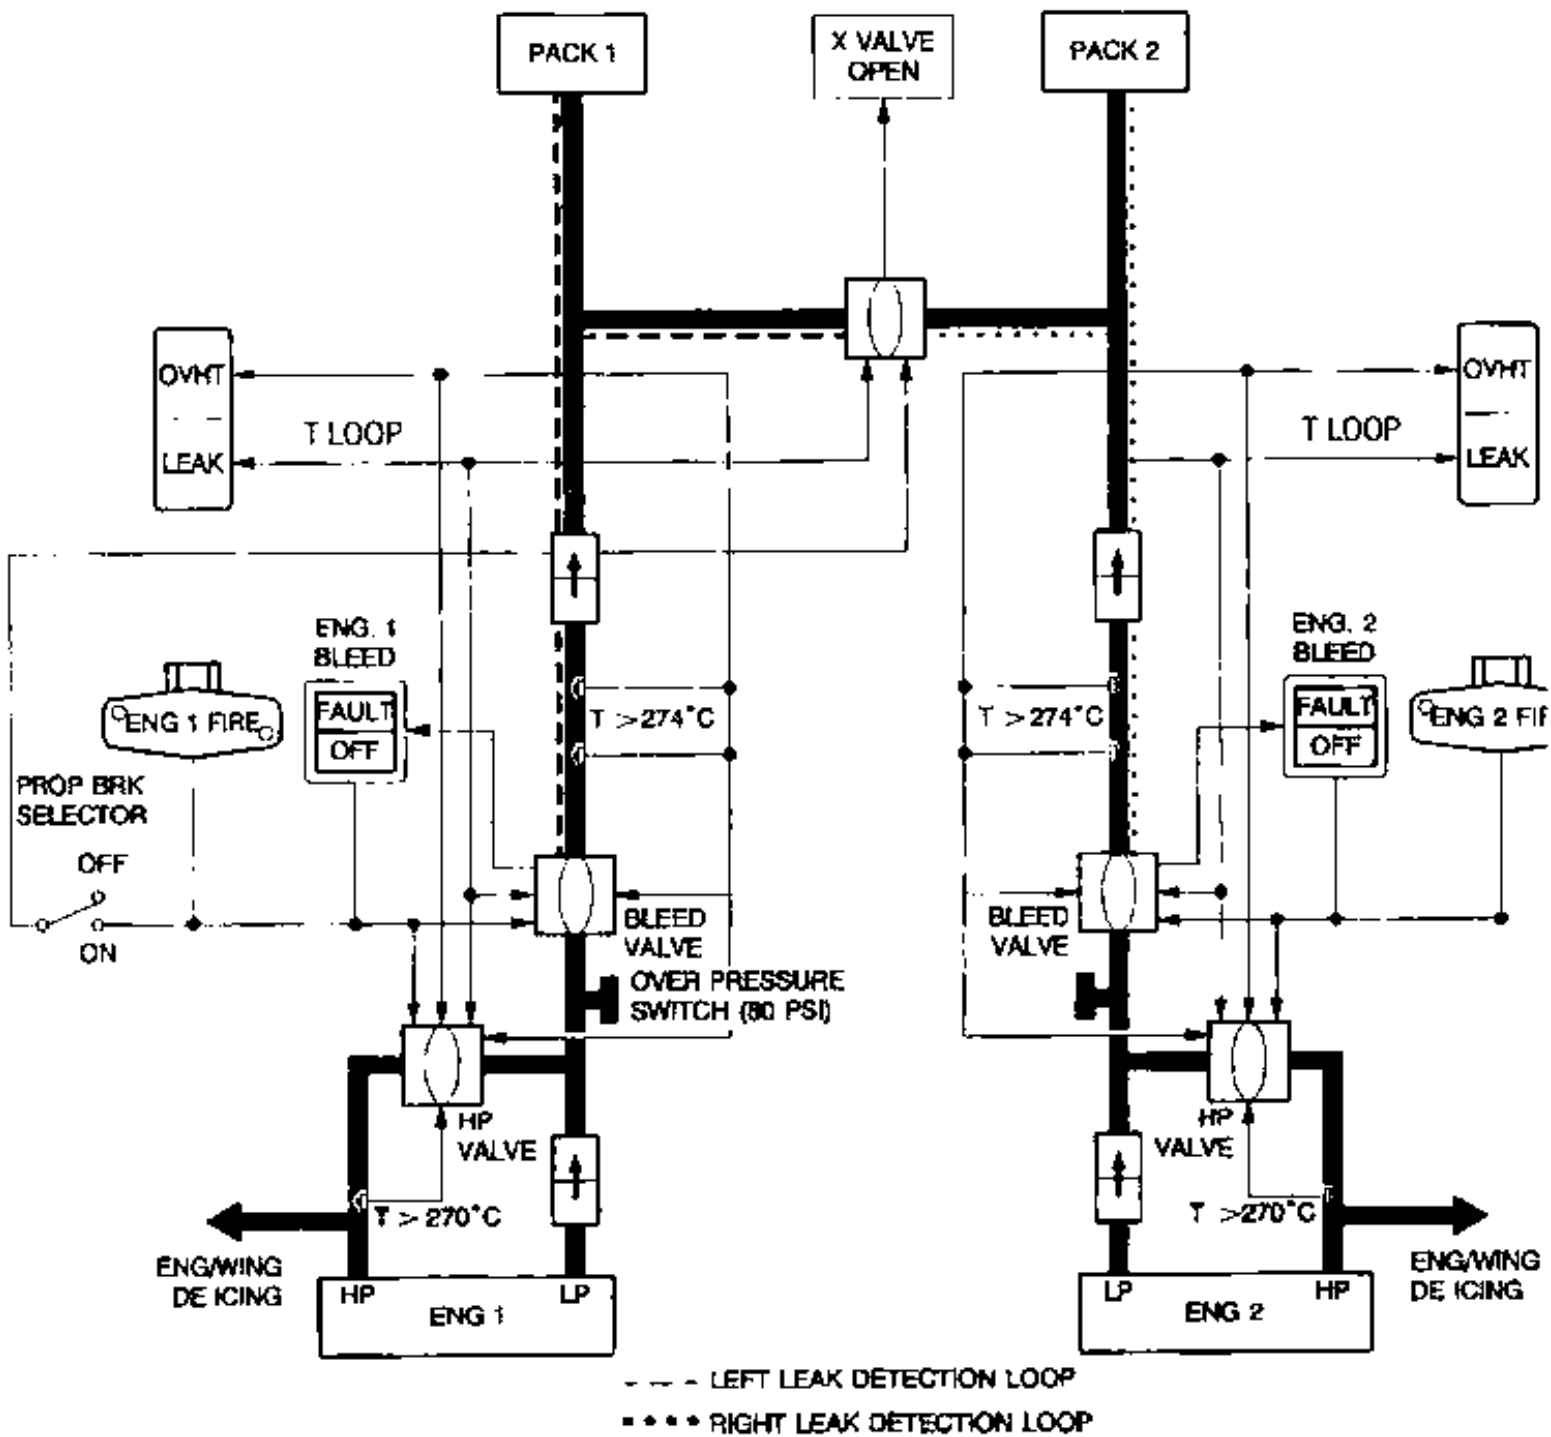 PACK 1
X VALVE
OPEN
PACK 2
OVHT
LEAK
T LOOP
OVHT
LEAK
T LOOP
ENG. 1
BLEED
FAULT
OFF
ENG 1 FIRE
T > 274°C
T > 274°C
ENG. 2
BLEED
FAULT
OFF
ENG 2 FIR
PROP BRK
SELECTOR
OFF
ON
BLEED
VALVE
BLEED
VALVE
OVER PRESSURE
SWITCH (80 PSI)
HP
VALVE
HP
VALVE
T > 270°C
T >270°C
ENG/WING
DE ICING
ENG/WING
DE ICING
HP
LP
ENG 1
LP
HP
ENG 2
LEFT LEAK DETECTION LOOP
RIGHT LEAK DETECTION LOOP